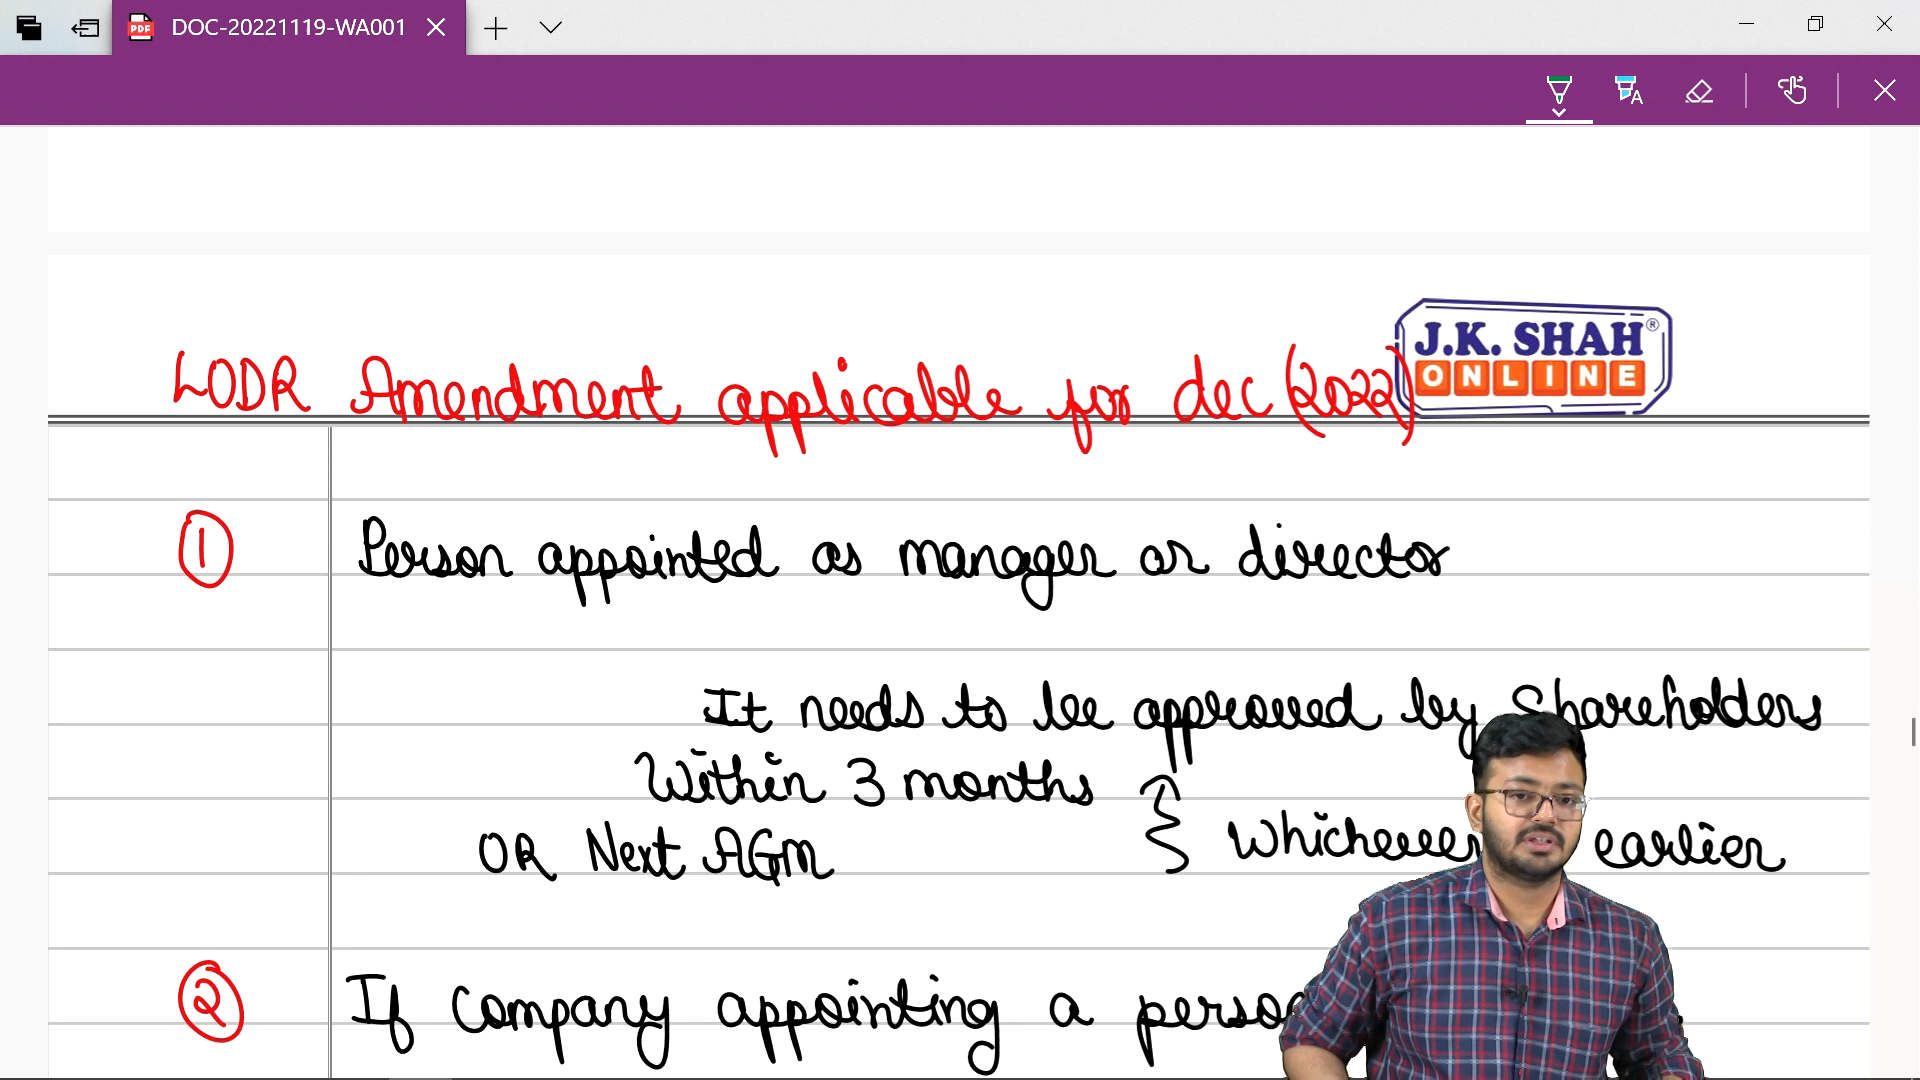 DOC-20221119-WA001
J.K. SHAH®
ONLINE
LODR Amendment applicable for dec (2022)
1 Person appointed as manager or director
It needs to be approved by Shareholders
Within 3 months
OR Next AGM } Whichever earlier
2 If Company appointing a person